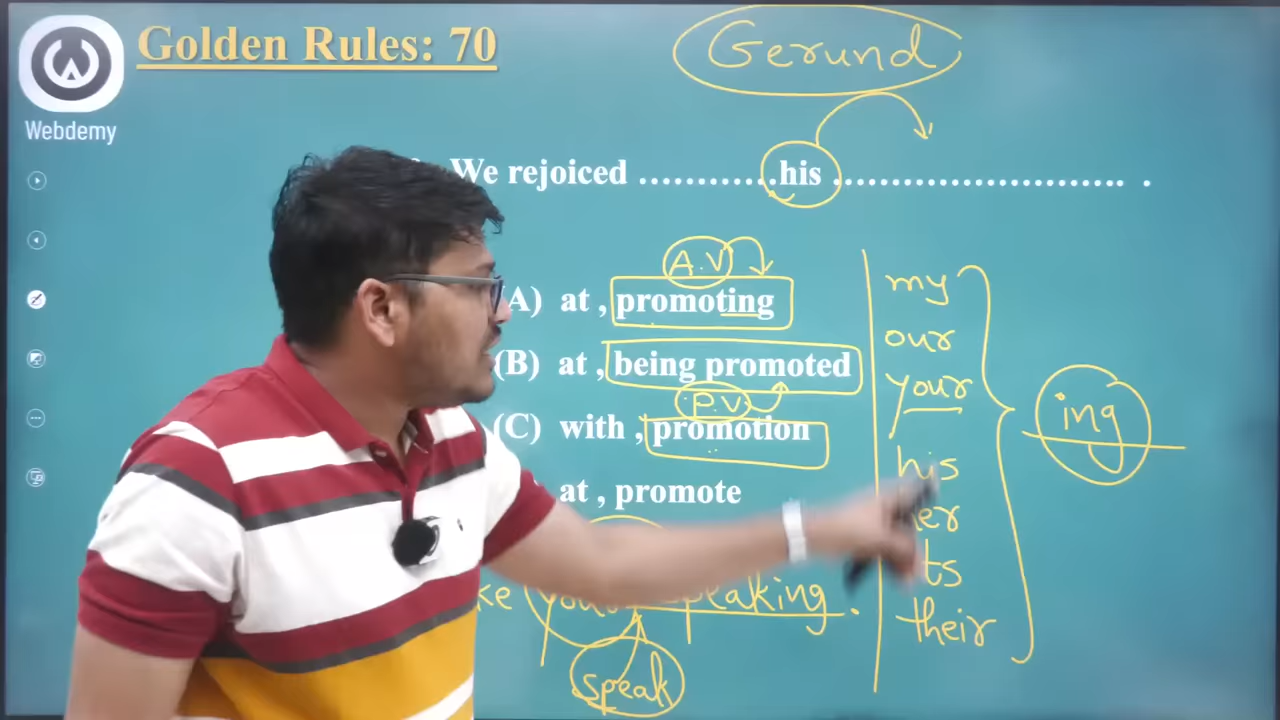 Golden Rules: 70
Gerund
Webdemy
We rejoiced ............his .............................. .
A.V
(A) at , promoting
(B) at , being promoted
P.V
(C) with , promotion
at , promote
speaking .
speak
my
our
your
his
their
ing